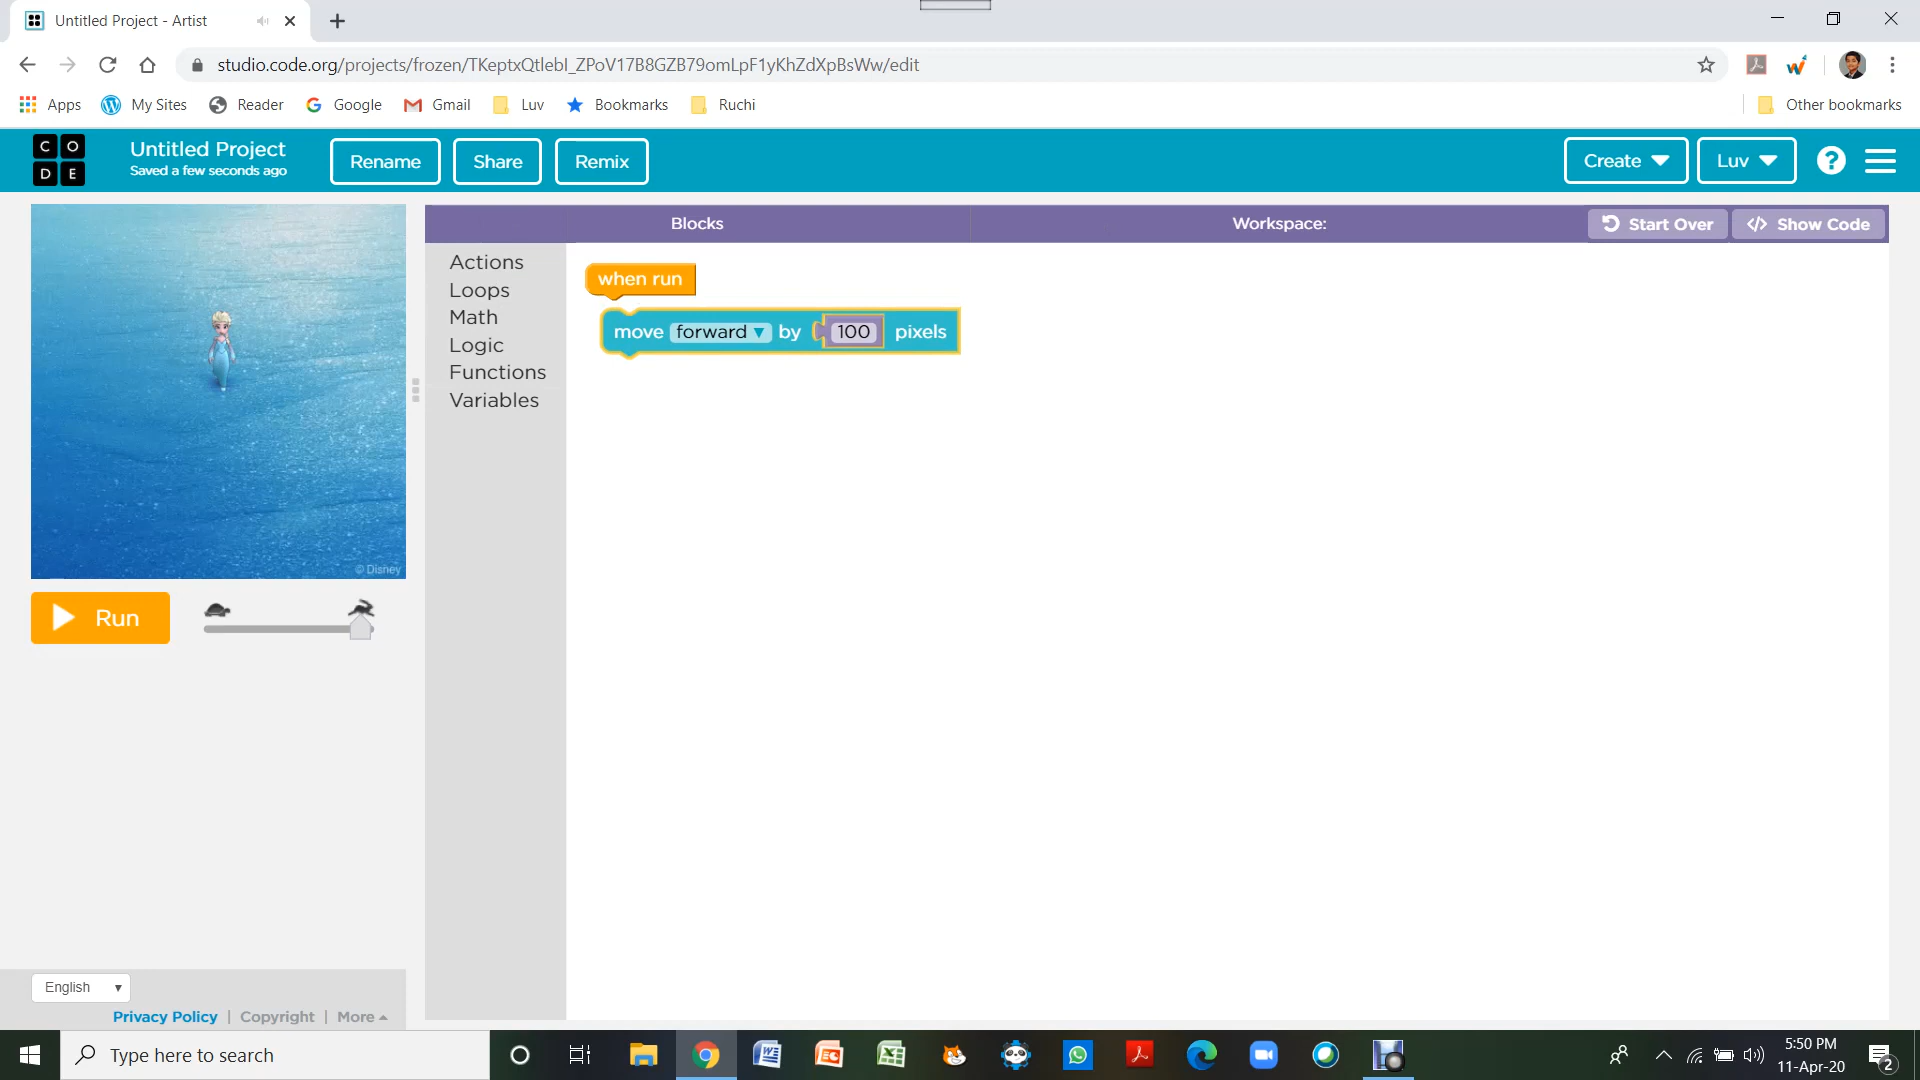 Untitled Project - Artist
studio.code.org/projects/frozen/TKeptxQtlebI_ZPoV17B8GZB79omLpF1yKhZdXpBsWw/edit
Apps My Sites Reader Google Gmail Luv Bookmarks Ruchi Other bookmarks
C O D E
Untitled Project
Saved a few seconds ago
Rename Share Remix Create Luv ?
Blocks Workspace: Start Over Show Code
Actions
Loops
Math
Logic
Functions
Variables
when run
move forward by 100 pixels
© Disney
Run
English
Privacy Policy | Copyright | More
Type here to search
5:50 PM
11-Apr-20
2